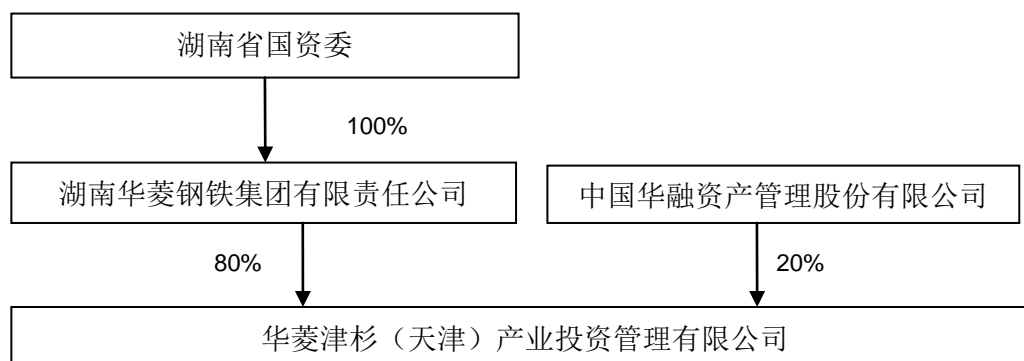 湖南省国资委
100%
湖南华菱钢铁集团有限责任公司
中国华融资产管理股份有限公司
80%
20%
华菱津杉（天津）产业投资管理有限公司